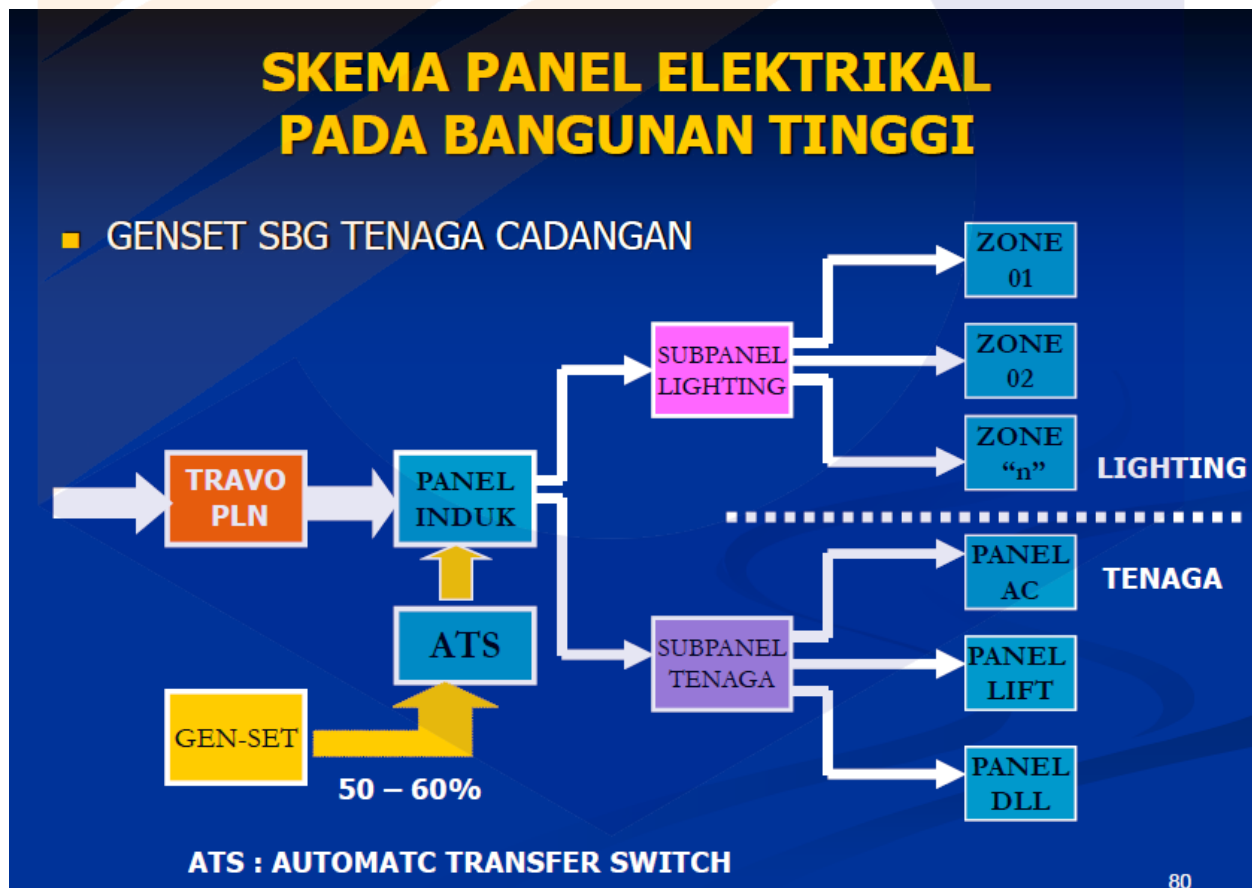 SKEMA PANEL ELEKTRIKAL
PADA BANGUNAN TINGGI
GENSET SBG TENAGA CADANGAN
ZONE
01
SUBPANEL
LIGHTING
ZONE
02
ZONE
“n”
LIGHTING
TRAVO
PLN
PANEL
INDUK
PANEL
AC
TENAGA
ATS
SUBPANEL
TENAGA
PANEL
LIFT
GEN-SET
50 – 60%
PANEL
DLL
ATS : AUTOMATC TRANSFER SWITCH
80